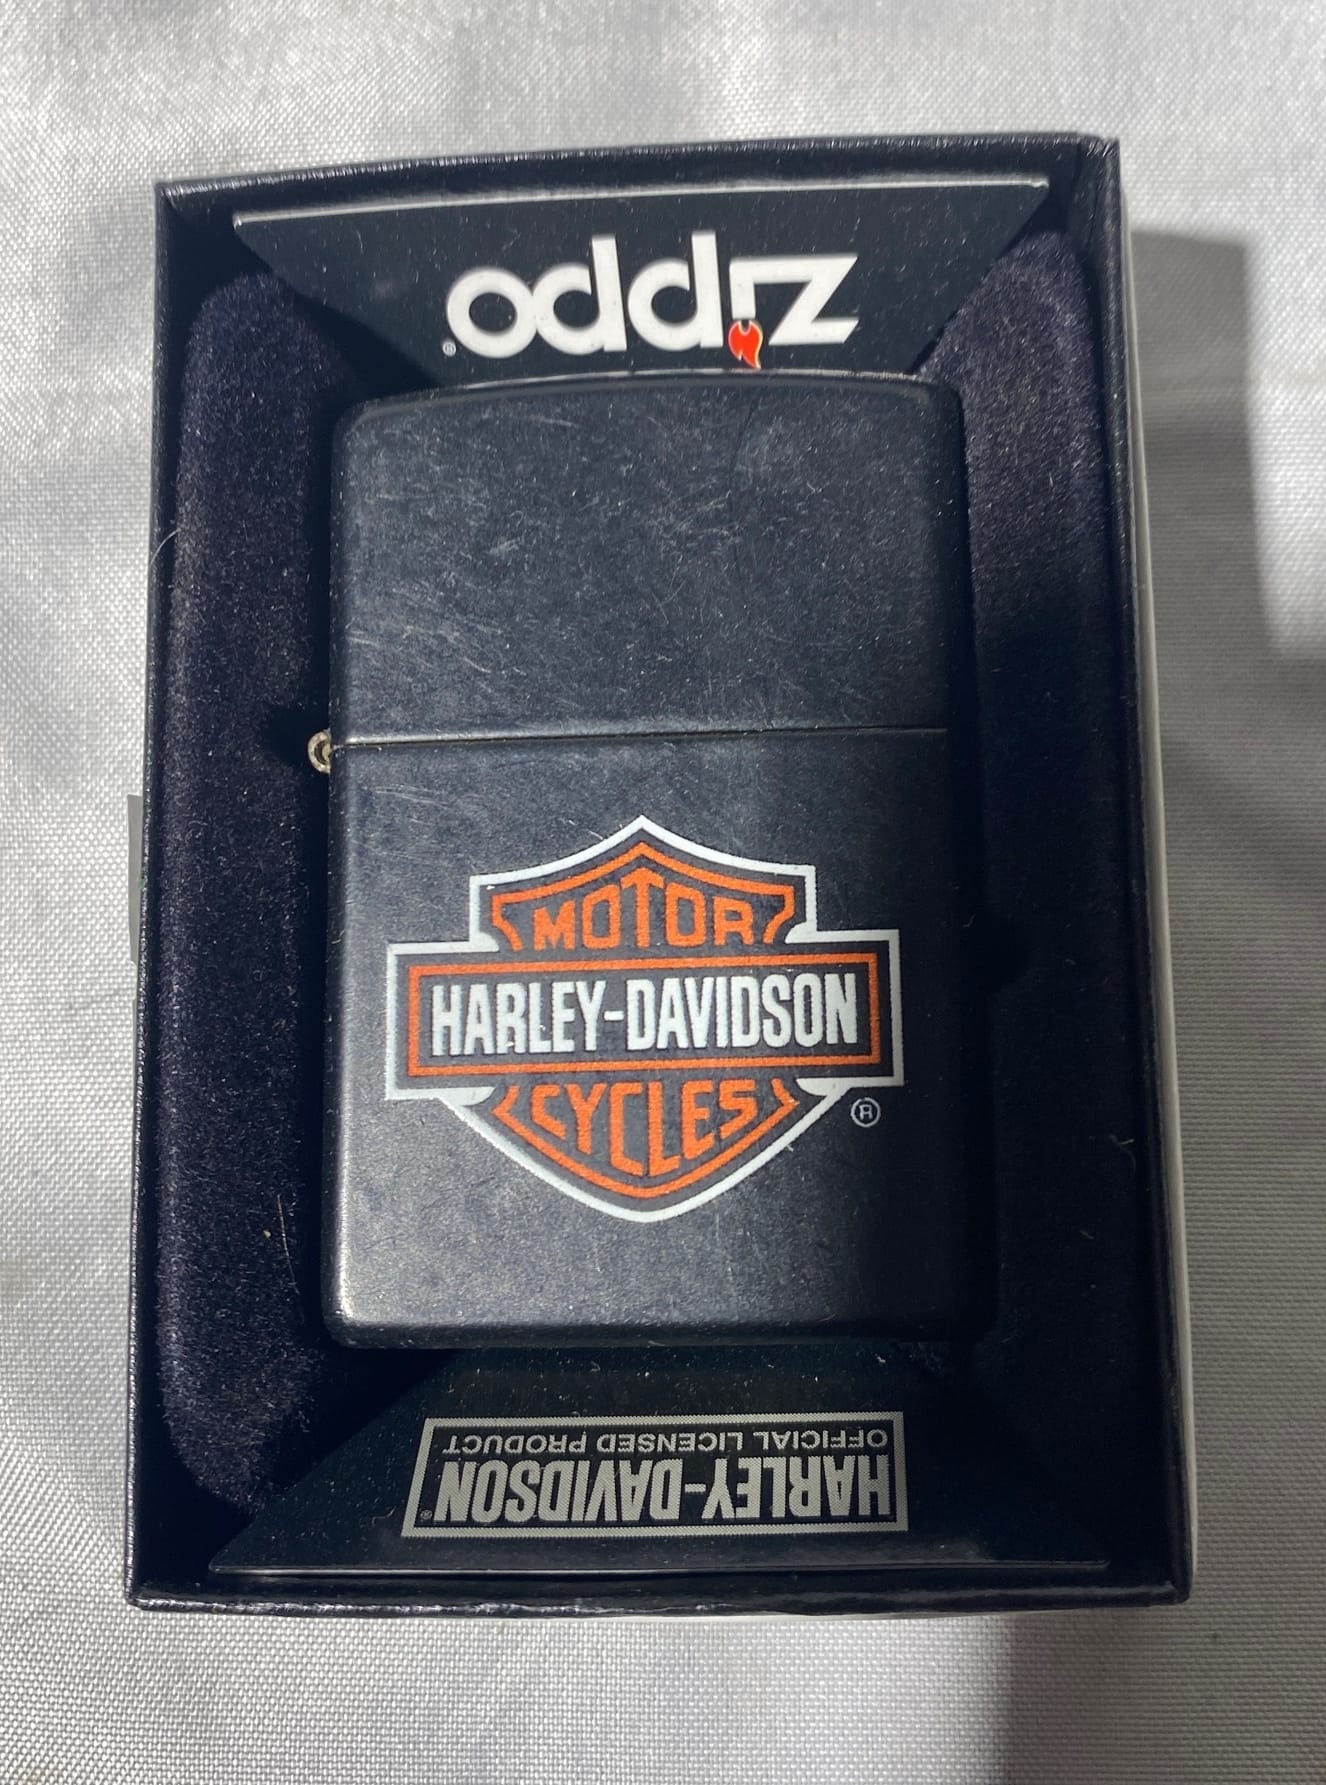 zippo®
MOTOR
HARLEY-DAVIDSON
CYCLES
®
HARLEY-DAVIDSON®
OFFICIAL LICENSED PRODUCT